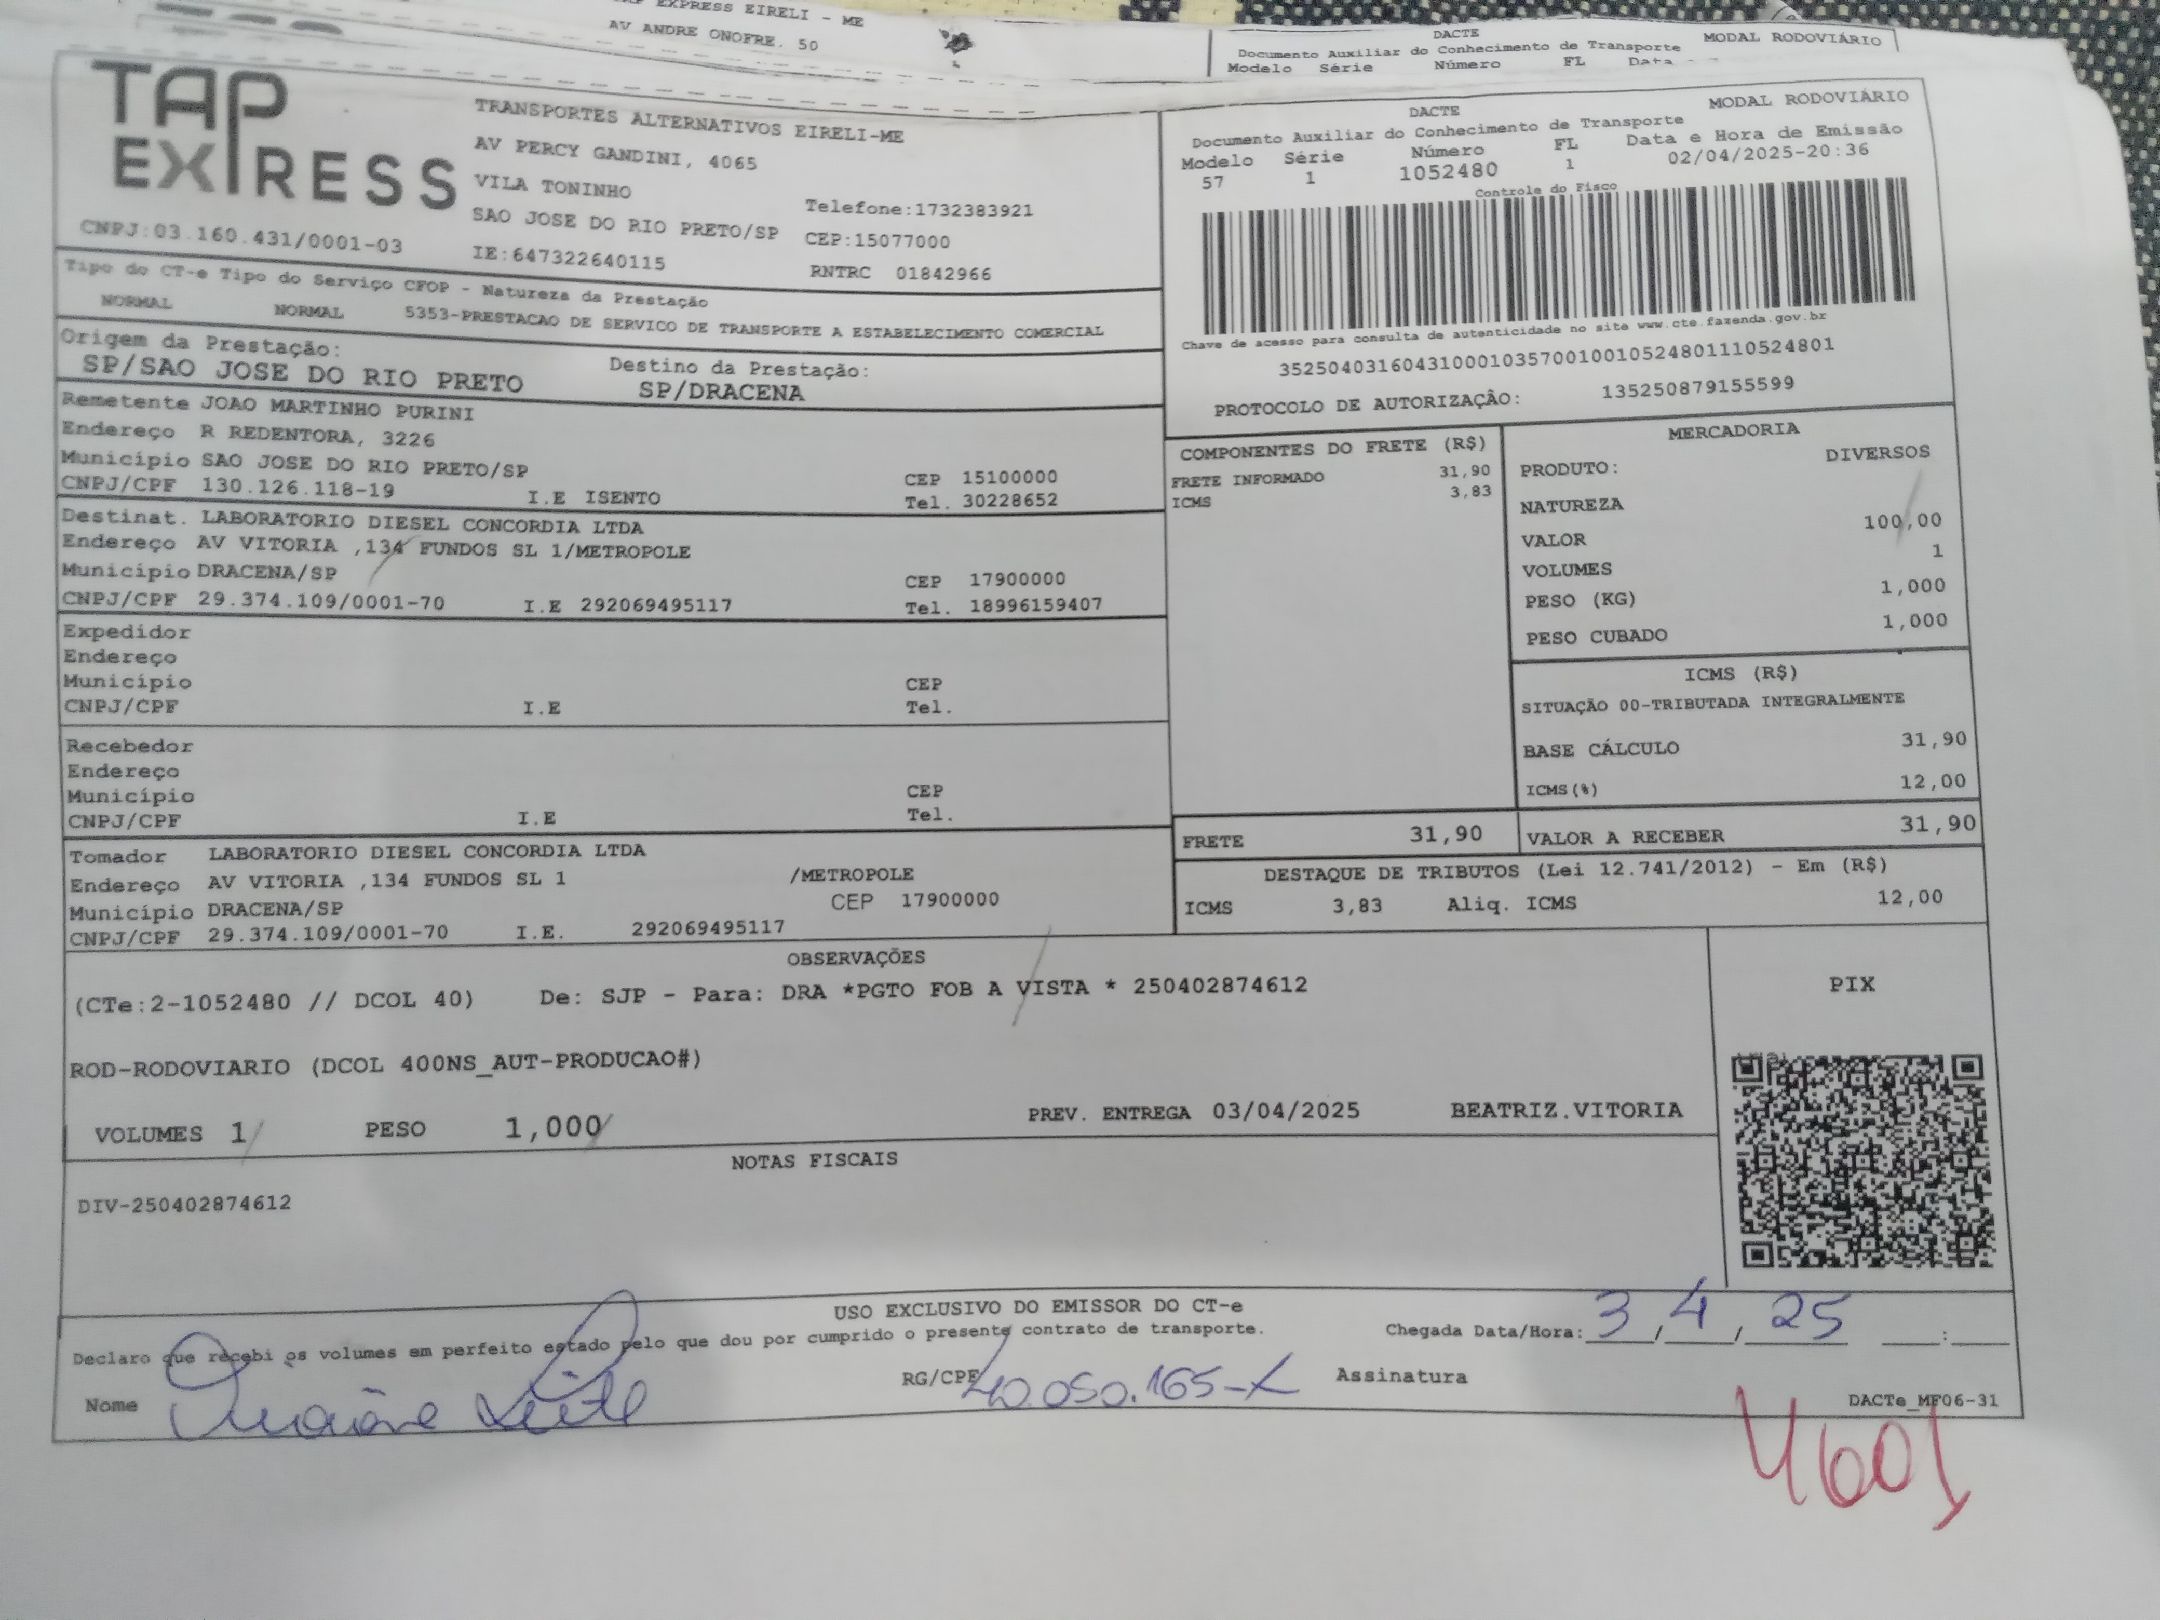 EXPRESS EIRELI - ME
AV ANDRE ONOFRE. 50
DACTE
MODAL RODOVIÁRIO
Documento Auxiliar do Conhecimento de Transporte
Modelo Série Número FL Data
TAP EXPRESS
TRANSPORTES ALTERNATIVOS EIRELI-ME
AV PERCY GANDINI, 4065
VILA TONINHO
Telefone:1732383921
SAO JOSE DO RIO PRETO/SP CEP:15077000
CNPJ:03.160.431/0001-03
IE:647322640115 RNTRC 01842966
DACTE MODAL RODOVIÁRIO
Documento Auxiliar do Conhecimento de Transporte
Modelo Série Número FL Data e Hora de Emissão
57 1 1052480 1 02/04/2025-20:36
Controle do Fisco
Chave de acesso para consulta de autenticidade no site www.cte.fazenda.gov.br
35250403160431000103570010010524801110524801
PROTOCOLO DE AUTORIZAÇÃO: 135250879155599
Tipo do CT-e Tipo do Serviço CFOP - Natureza da Prestação
NORMAL NORMAL 5353-PRESTACAO DE SERVICO DE TRANSPORTE A ESTABELECIMENTO COMERCIAL
Origem da Prestação: Destino da Prestação:
SP/SAO JOSE DO RIO PRETO SP/DRACENA
Remetente JOAO MARTINHO PURINI
Endereço R REDENTORA, 3226
Município SAO JOSE DO RIO PRETO/SP CEP 15100000
CNPJ/CPF 130.126.118-19 I.E ISENTO Tel. 30228652
Destinat. LABORATORIO DIESEL CONCORDIA LTDA
Endereço AV VITORIA ,134 FUNDOS SL 1/METROPOLE
Município DRACENA/SP CEP 17900000
CNPJ/CPF 29.374.109/0001-70 I.E 292069495117 Tel. 18996159407
Expedidor
Endereço
Município CEP
CNPJ/CPF I.E Tel.
Recebedor
Endereço
Município CEP
CNPJ/CPF I.E Tel.
Tomador LABORATORIO DIESEL CONCORDIA LTDA
Endereço AV VITORIA ,134 FUNDOS SL 1 /METROPOLE
Município DRACENA/SP CEP 17900000
CNPJ/CPF 29.374.109/0001-70 I.E. 292069495117
COMPONENTES DO FRETE (R$)
FRETE INFORMADO 31,90
ICMS 3,83
MERCADORIA
PRODUTO: DIVERSOS
NATUREZA
VALOR 100,00
VOLUMES 1
PESO (KG) 1,000
PESO CUBADO 1,000
ICMS (R$)
SITUAÇÃO 00-TRIBUTADA INTEGRALMENTE
BASE CÁLCULO 31,90
ICMS(%) 12,00
FRETE 31,90 VALOR A RECEBER 31,90
DESTAQUE DE TRIBUTOS (Lei 12.741/2012) - Em (R$)
ICMS 3,83 Aliq. ICMS 12,00
OBSERVAÇÕES
(CTe:2-1052480 // DCOL 40) De: SJP - Para: DRA *PGTO FOB A VISTA * 250402874612
ROD-RODOVIARIO (DCOL 400NS_AUT-PRODUCAO#)
VOLUMES 1 PESO 1,000 PREV. ENTREGA 03/04/2025 BEATRIZ.VITORIA
PIX
NOTAS FISCAIS
DIV-250402874612
USO EXCLUSIVO DO EMISSOR DO CT-e
Declaro que recebi os volumes em perfeito estado pelo que dou por cumprido o presente contrato de transporte.
Chegada Data/Hora: 3 / 4 / 25 :
Nome RG/CPF 40.050.165-X Assinatura
DACTe_MF06-31
4601